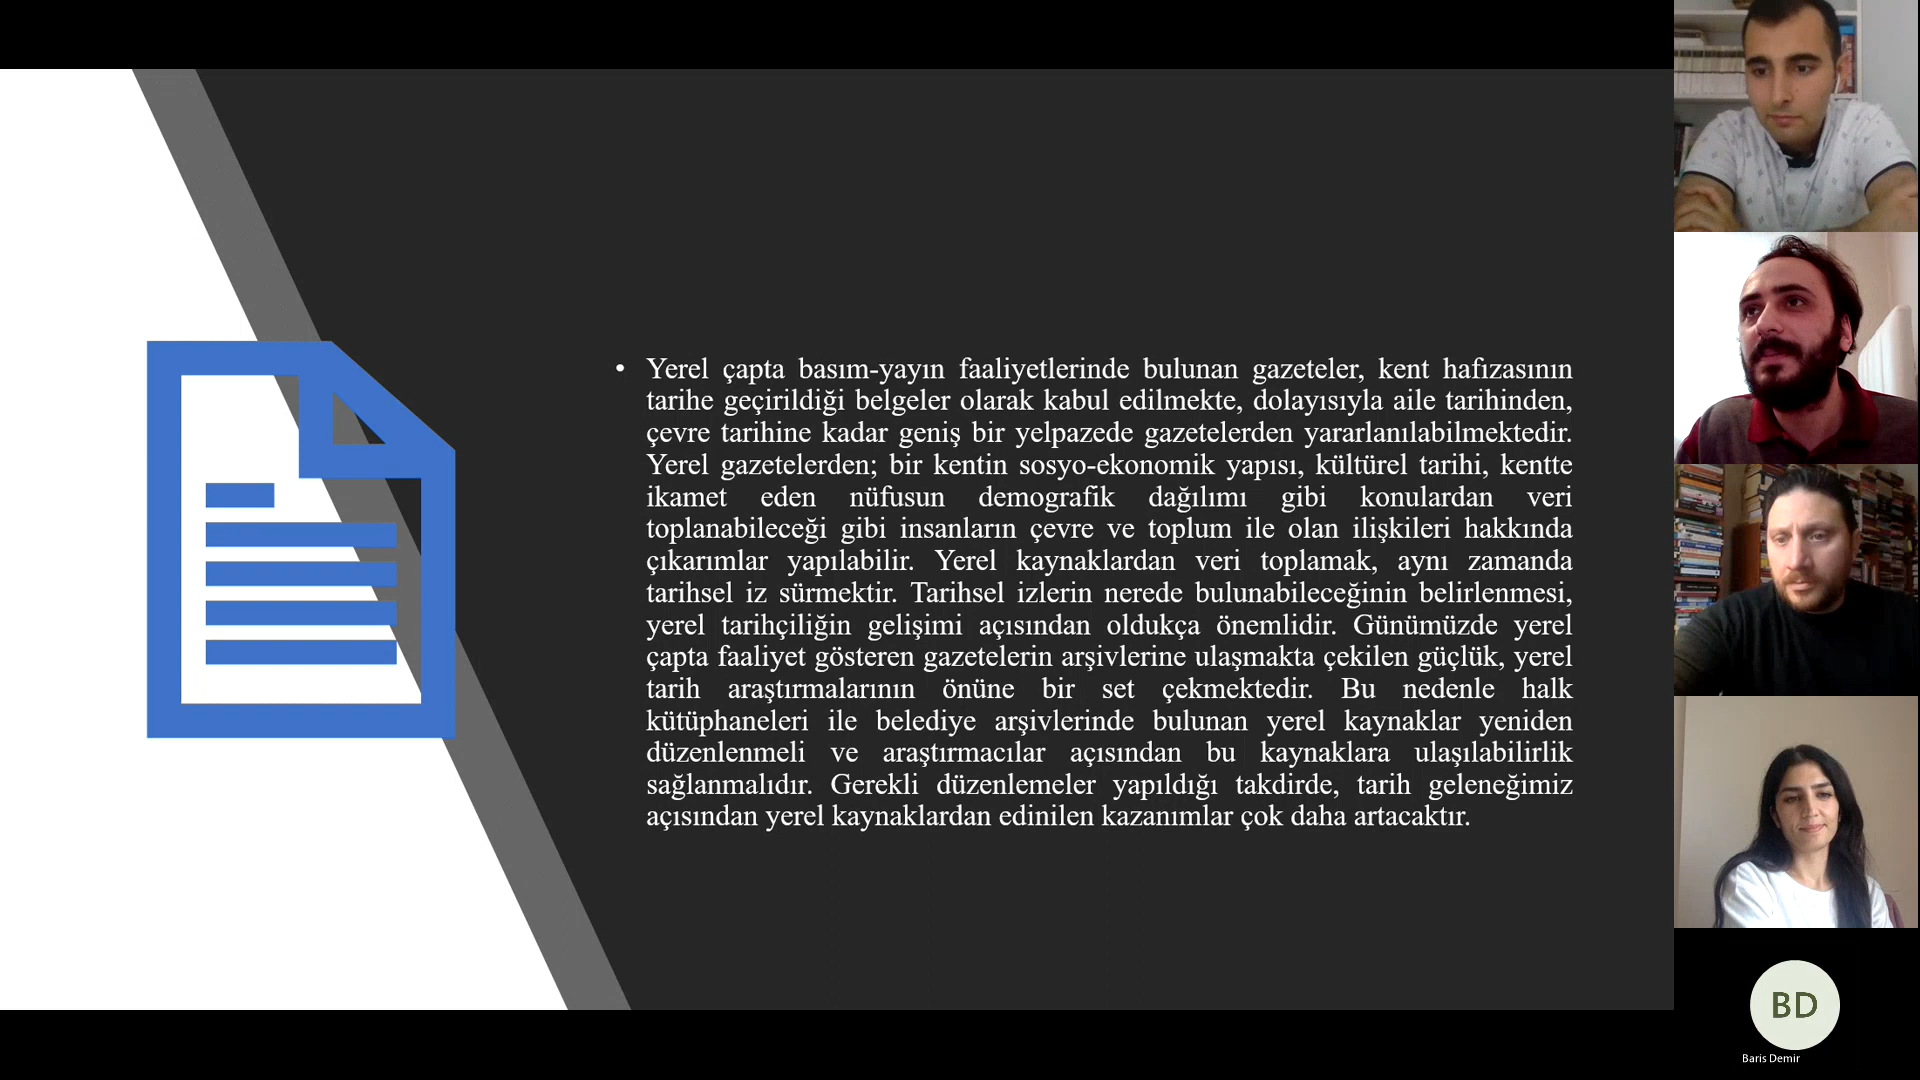 • Yerel çapta basım-yayın faaliyetlerinde bulunan gazeteler, kent hafızasının
tarihe geçirildiği belgeler olarak kabul edilmekte, dolayısıyla aile tarihinden,
çevre tarihine kadar geniş bir yelpazede gazetelerden yararlanılabilmektedir.
Yerel gazetelerden; bir kentin sosyo-ekonomik yapısı, kültürel tarihi, kentte
ikamet eden nüfusun demografik dağılımı gibi konulardan veri
toplanabileceği gibi insanların çevre ve toplum ile olan ilişkileri hakkında
çıkarımlar yapılabilir. Yerel kaynaklardan veri toplamak, aynı zamanda
tarihsel iz sürmektir. Tarihsel izlerin nerede bulunabileceğinin belirlenmesi,
yerel tarihçiliğin gelişimi açısından oldukça önemlidir. Günümüzde yerel
çapta faaliyet gösteren gazetelerin arşivlerine ulaşmakta çekilen güçlük, yerel
tarih araştırmalarının önüne bir set çekmektedir. Bu nedenle halk
kütüphaneleri ile belediye arşivlerinde bulunan yerel kaynaklar yeniden
düzenlenmeli ve araştırmacılar açısından bu kaynaklara ulaşılabilirlik
sağlanmalıdır. Gerekli düzenlemeler yapıldığı takdirde, tarih geleneğimiz
açısından yerel kaynaklardan edinilen kazanımlar çok daha artacaktır.
BD
Baris Demir